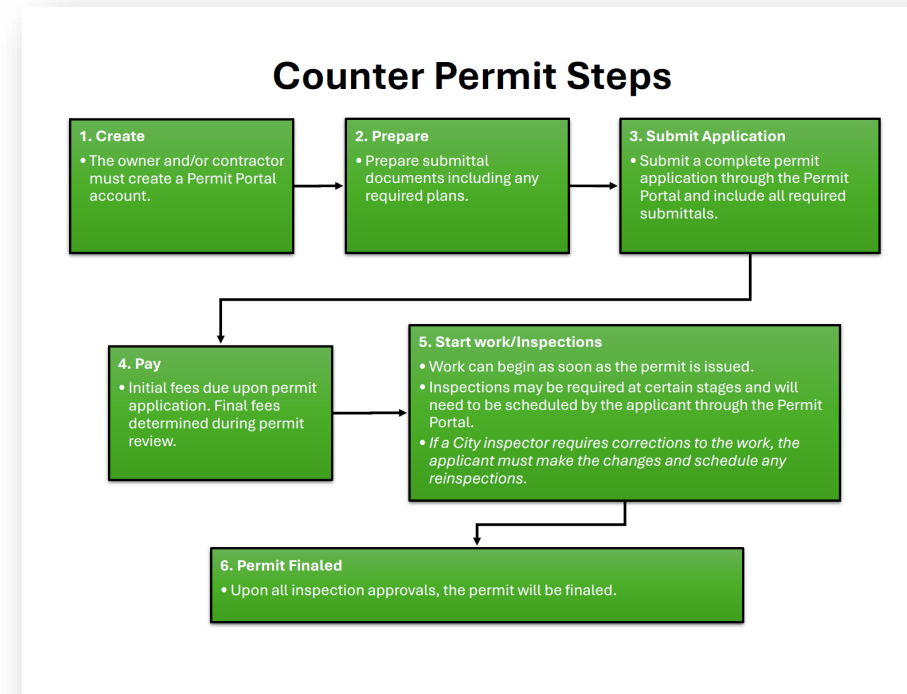 Counter Permit Steps
1. Create
• The owner and/or contractor
must create a Permit Portal
account.
2. Prepare
• Prepare submittal
documents including any
required plans.
3. Submit Application
• Submit a complete permit
application through the Permit
Portal and include all required
submittals.
4. Pay
• Initial fees due upon permit
application. Final fees
determined during permit
review.
5. Start work/Inspections
• Work can begin as soon as the permit is issued.
• Inspections may be required at certain stages and will
need to be scheduled by the applicant through the Permit
Portal.
• If a City inspector requires corrections to the work, the
applicant must make the changes and schedule any
reinspections.
6. Permit Finaled
• Upon all inspection approvals, the permit will be finaled.